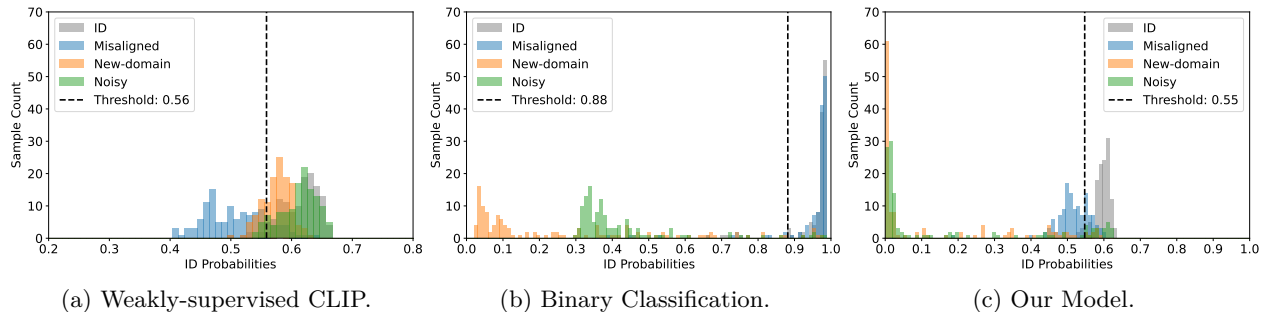 70
60
50
40
30
20
10
0
Sample Count
ID
Misaligned
New-domain
Noisy
Threshold: 0.56
0.2 0.3 0.4 0.5 0.6 0.7 0.8
ID Probabilities
(a) Weakly-supervised CLIP.
70
60
50
40
30
20
10
0
Sample Count
ID
Misaligned
New-domain
Noisy
Threshold: 0.88
0.0 0.1 0.2 0.3 0.4 0.5 0.6 0.7 0.8 0.9 1.0
ID Probabilities
(b) Binary Classification.
70
60
50
40
30
20
10
0
Sample Count
ID
Misaligned
New-domain
Noisy
Threshold: 0.55
0.0 0.1 0.2 0.3 0.4 0.5 0.6 0.7 0.8 0.9 1.0
ID Probabilities
(c) Our Model.